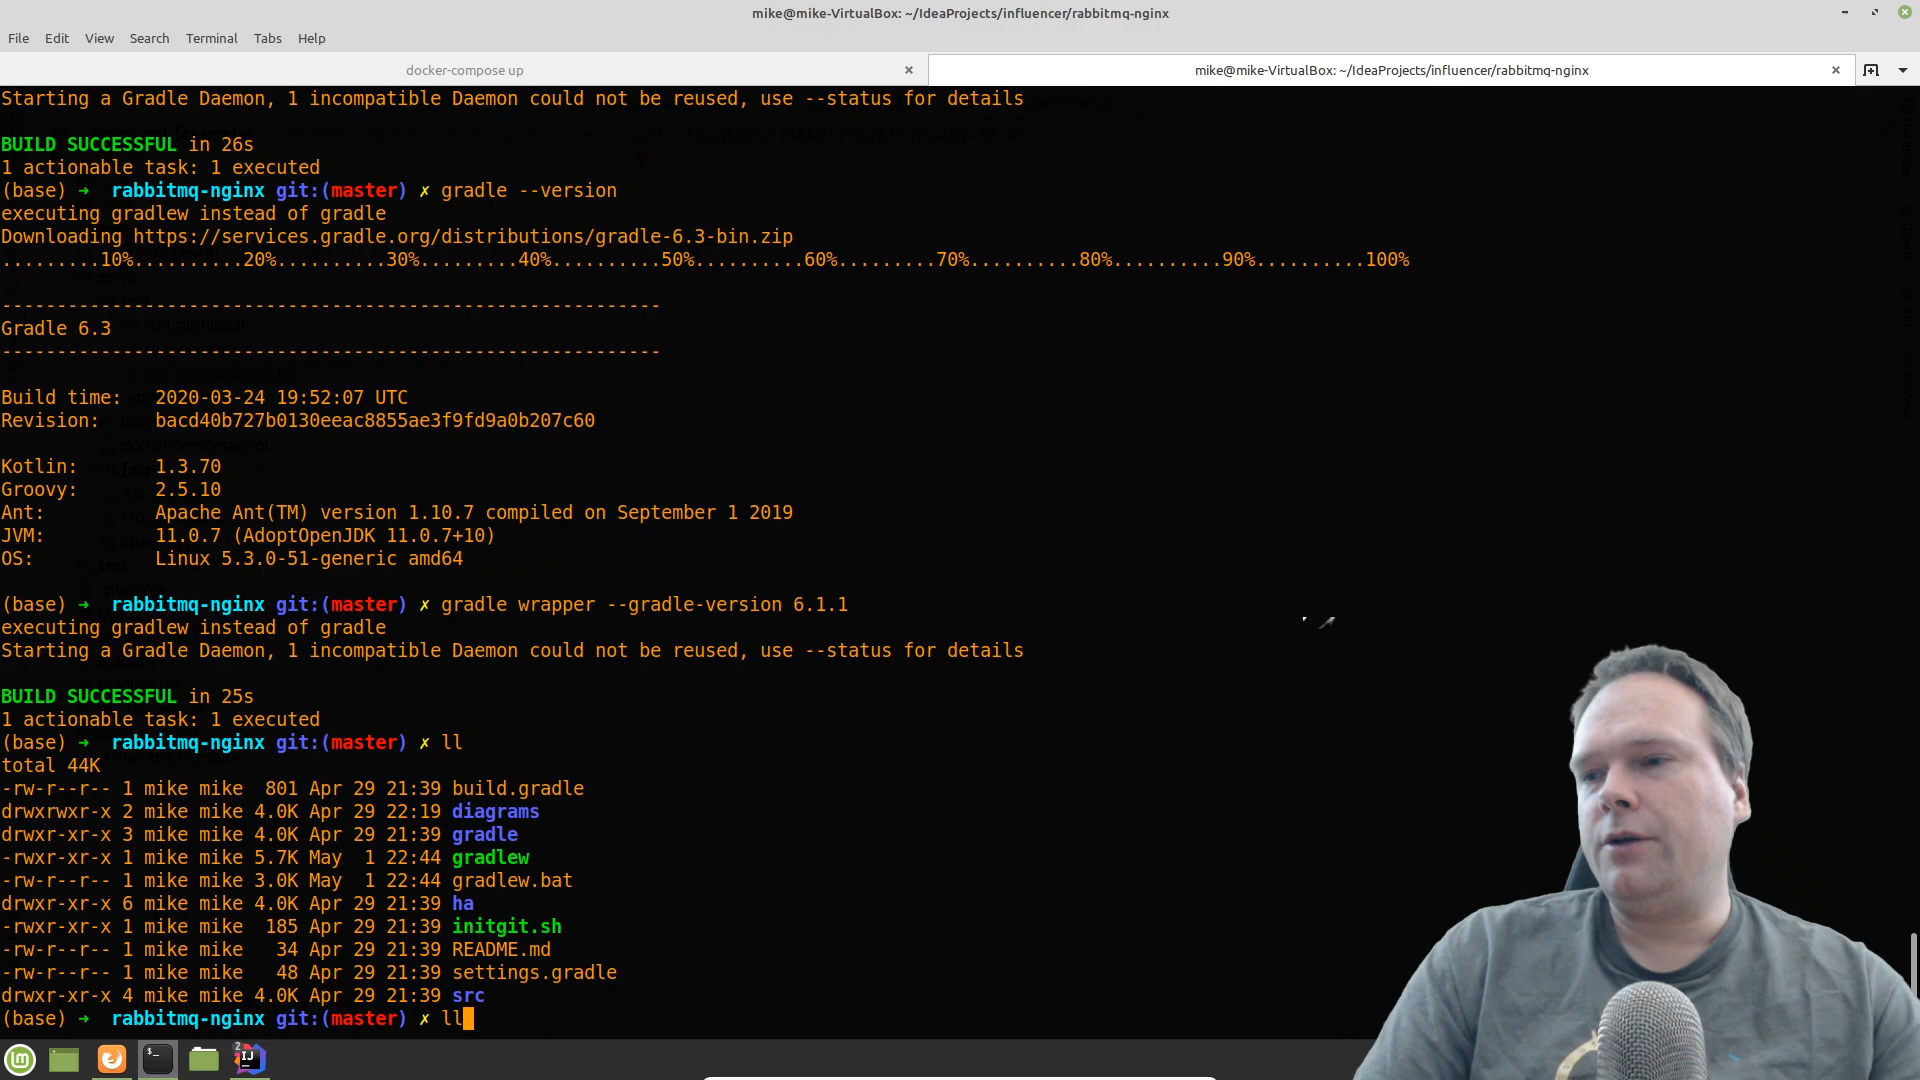 mike@mike-VirtualBox: ~/IdeaProjects/influencer/rabbitmq-nginx
File Edit View Search Terminal Tabs Help
docker-compose up
mike@mike-VirtualBox: ~/IdeaProjects/influencer/rabbitmq-nginx
Starting a Gradle Daemon, 1 incompatible Daemon could not be reused, use --status for details
BUILD SUCCESSFUL in 26s
1 actionable task: 1 executed
(base) ➜ rabbitmq-nginx git:(master) ✗ gradle --version
executing gradlew instead of gradle
Downloading https://services.gradle.org/distributions/gradle-6.3-bin.zip
.........10%..........20%..........30%.........40%..........50%..........60%.........70%..........80%..........90%..........100%
------------------------------------------------------------
Gradle 6.3
------------------------------------------------------------
Build time: 2020-03-24 19:52:07 UTC
Revision: bacd40b727b0130eeac8855ae3f9fd9a0b207c60
Kotlin: 1.3.70
Groovy: 2.5.10
Ant: Apache Ant(TM) version 1.10.7 compiled on September 1 2019
JVM: 11.0.7 (AdoptOpenJDK 11.0.7+10)
OS: Linux 5.3.0-51-generic amd64
(base) ➜ rabbitmq-nginx git:(master) ✗ gradle wrapper --gradle-version 6.1.1
executing gradlew instead of gradle
Starting a Gradle Daemon, 1 incompatible Daemon could not be reused, use --status for details
BUILD SUCCESSFUL in 25s
1 actionable task: 1 executed
(base) ➜ rabbitmq-nginx git:(master) ✗ ll
total 44K
-rw-r--r-- 1 mike mike 801 Apr 29 21:39 build.gradle
drwxrwxr-x 2 mike mike 4.0K Apr 29 22:19 diagrams
drwxr-xr-x 3 mike mike 4.0K Apr 29 21:39 gradle
-rwxr-xr-x 1 mike mike 5.7K May 1 22:44 gradlew
-rw-r--r-- 1 mike mike 3.0K May 1 22:44 gradlew.bat
drwxr-xr-x 6 mike mike 4.0K Apr 29 21:39 ha
-rwxr-xr-x 1 mike mike 185 Apr 29 21:39 initgit.sh
-rw-r--r-- 1 mike mike 34 Apr 29 21:39 README.md
-rw-r--r-- 1 mike mike 48 Apr 29 21:39 settings.gradle
drwxr-xr-x 4 mike mike 4.0K Apr 29 21:39 src
(base) ➜ rabbitmq-nginx git:(master) ✗ ll